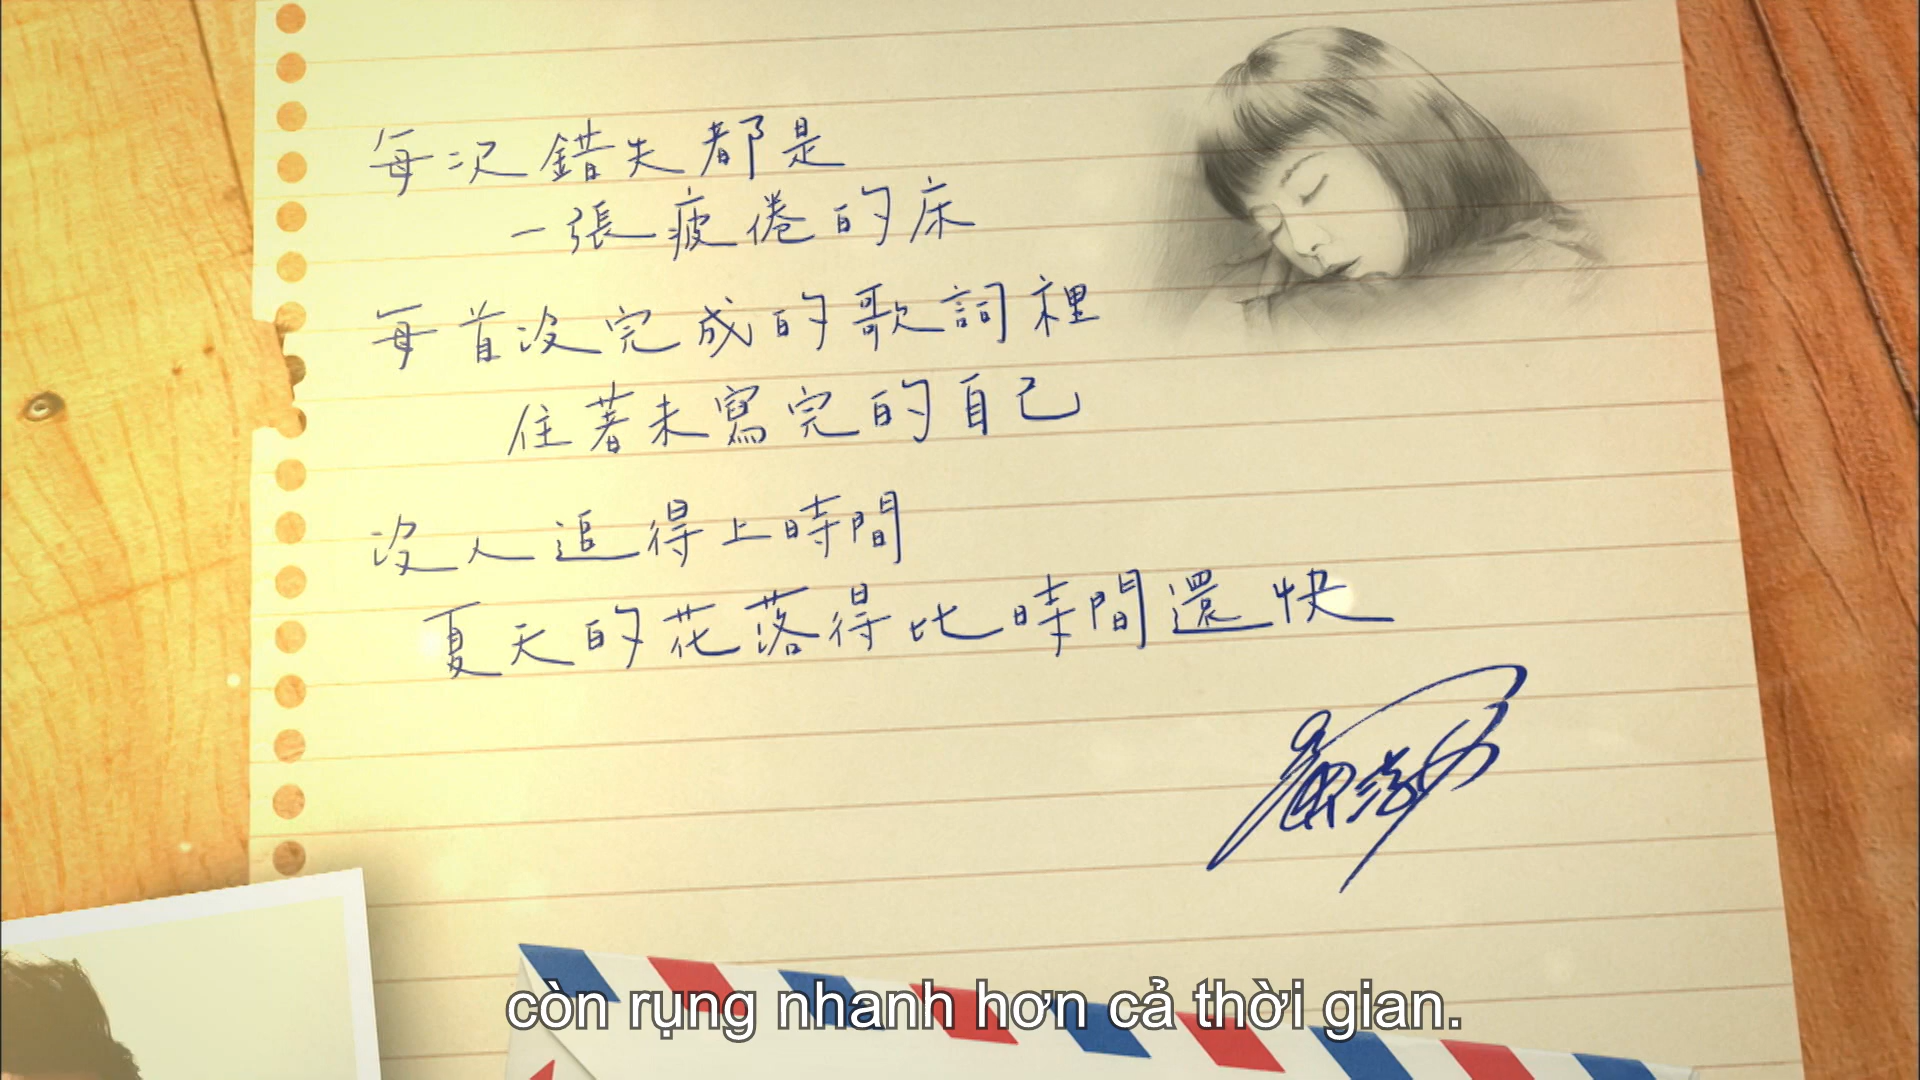 每次錯失都是
一張疲倦的床
每首沒完成的歌詞裡
住著未寫完的自己
沒人追得上時間
夏天的花落得比時間還快
còn rụng nhanh hơn cả thời gian.